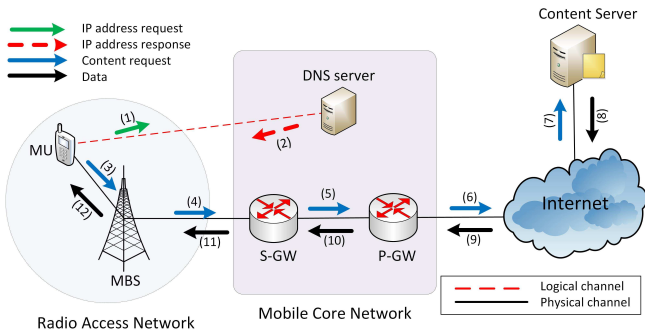 IP address request
IP address response
Content request
Data
Content Server
DNS server
MU
(1)
(2)
(3)
(4)
(5)
(6)
(7)
(8)
(9)
(10)
(11)
(12)
MBS
S-GW
P-GW
Internet
Radio Access Network
Mobile Core Network
Logical channel
Physical channel